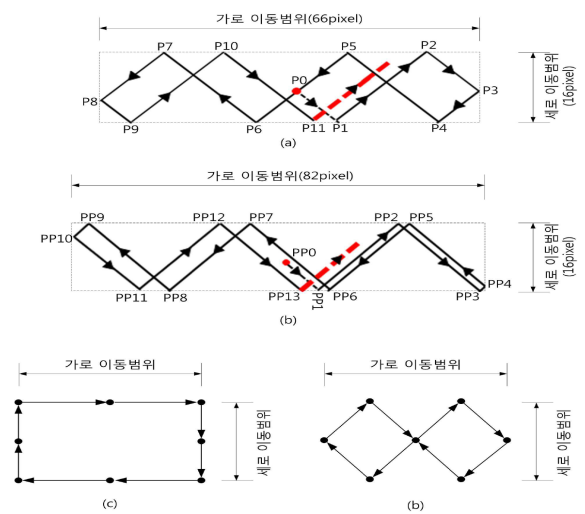 가로 이동범위(66pixel)
P7 P10 P5 P2
P0
P8 P3
P9 P6 P11 P1 P4
세로 이동범위
(16pixel)
(a)
가로 이동범위(82pixel)
PP9 PP12 PP7 PP2 PP5
PP10 PP0
PP4
PP11 PP8 PP13 PP1 PP6 PP3
세로 이동범위
(16pixel)
(b)
가로 이동범위 가로 이동범위
세로 이동범위 세로 이동범위
(c) (b)